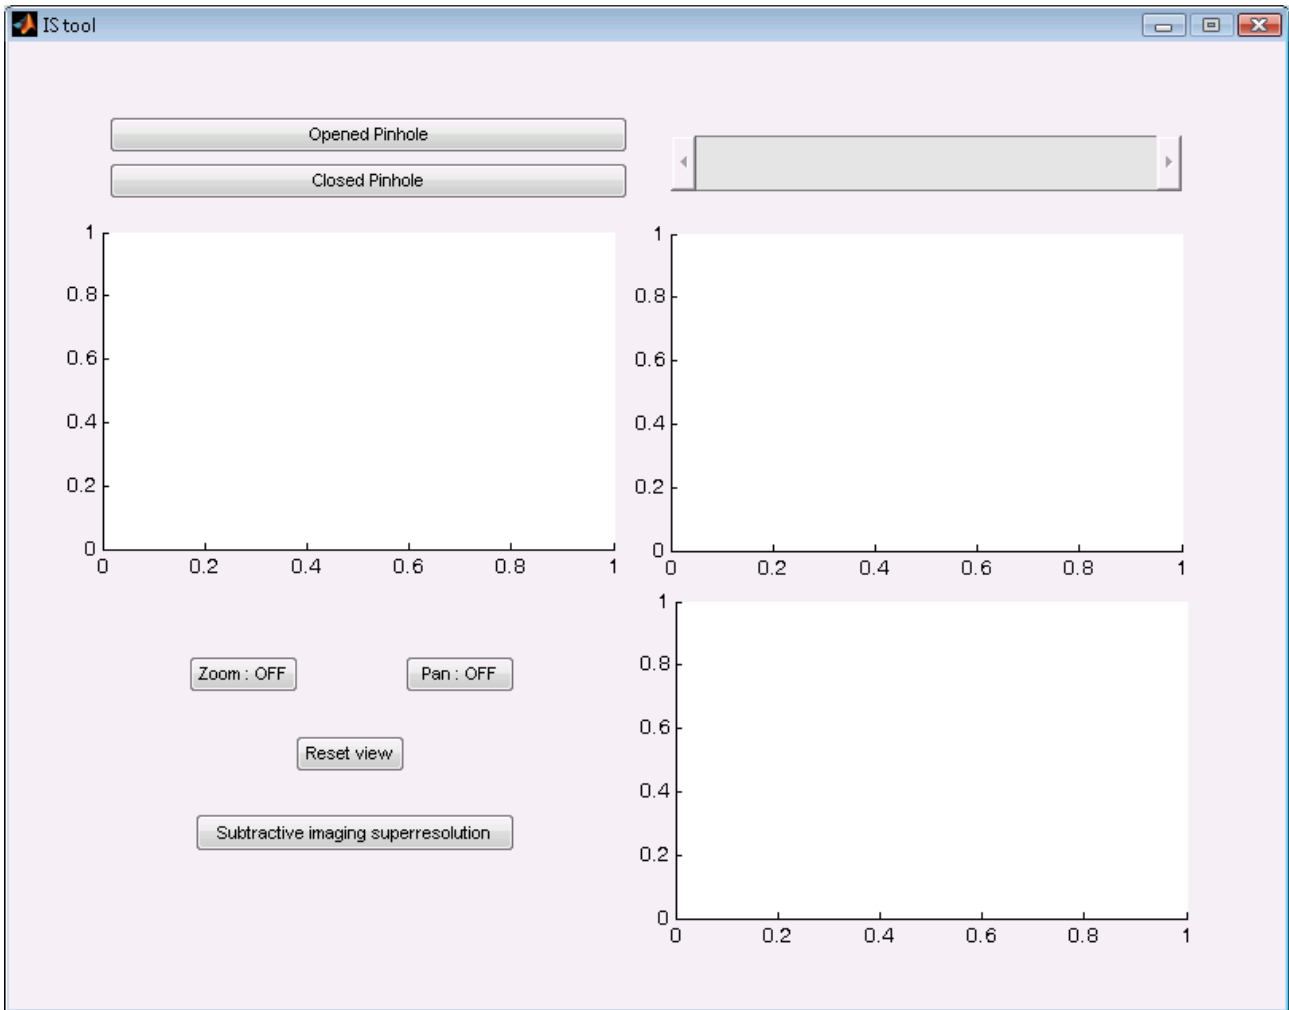 IS tool
Opened Pinhole
Closed Pinhole
1
0.8
0.6
0.4
0.2
0
0 0.2 0.4 0.6 0.8 1
1
0.8
0.6
0.4
0.2
0
0 0.2 0.4 0.6 0.8 1
Zoom : OFF
Pan : OFF
Reset view
Subtractive imaging superresolution
1
0.8
0.6
0.4
0.2
0
0 0.2 0.4 0.6 0.8 1